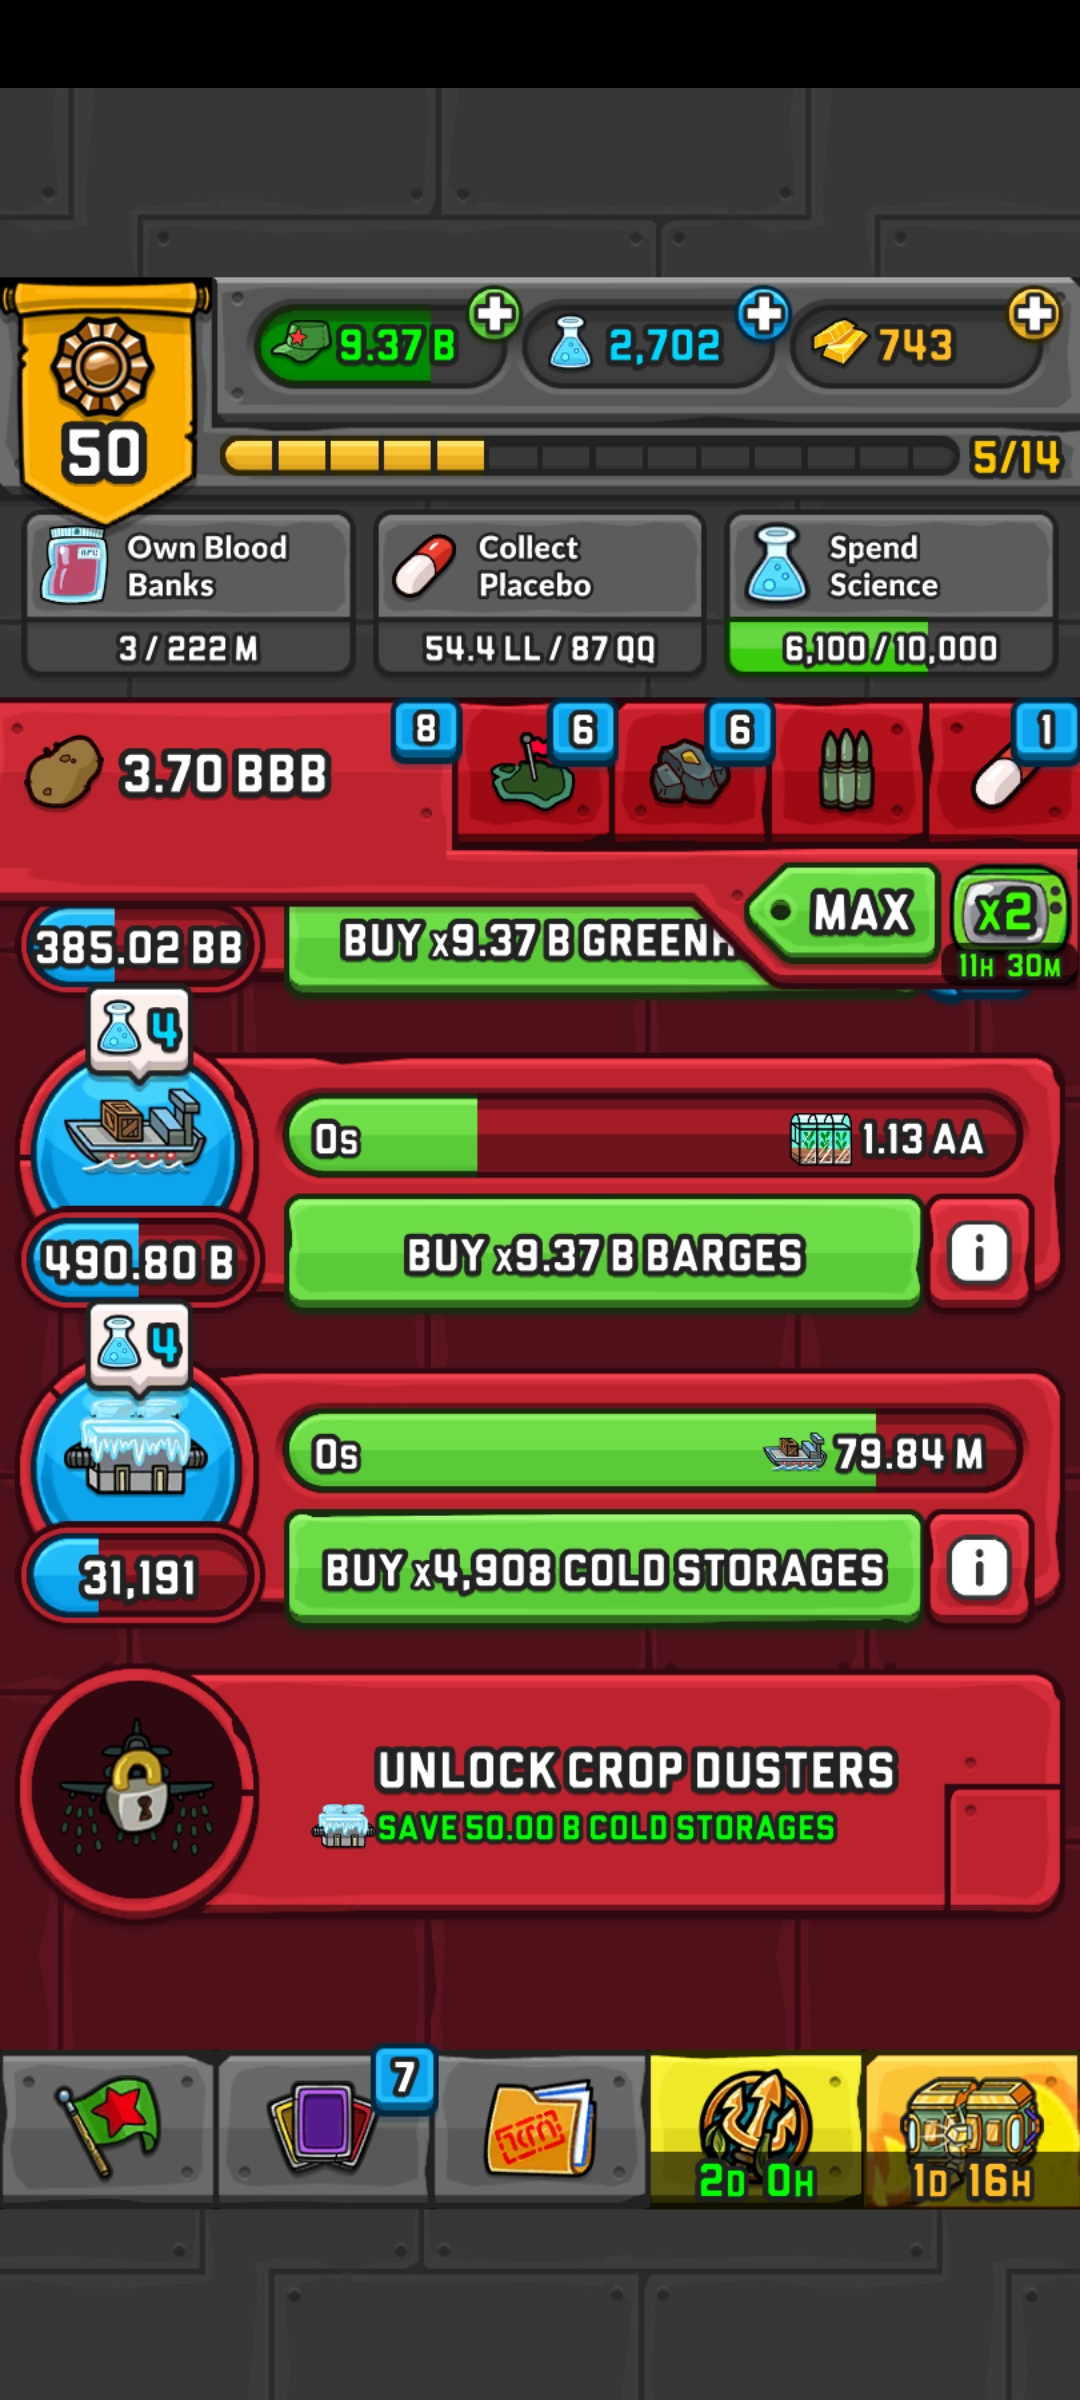 9.37 B
2,702
743
50
5/14
Own Blood
Banks
3 / 222 M
Collect
Placebo
54.4 LL / 87 QQ
Spend
Science
6,100 / 10,000
3.70 BBB
8
6
6
1
MAX
x2
11H 30M
385.02 BB
BUY x9.37 B GREENH
4
0s
1.13 AA
490.80 B
BUY x9.37 B BARGES
i
4
0s
79.84 M
31,191
BUY x4,908 COLD STORAGES
i
UNLOCK CROP DUSTERS
SAVE 50.00 B COLD STORAGES
7
2D 0H
1D 16H